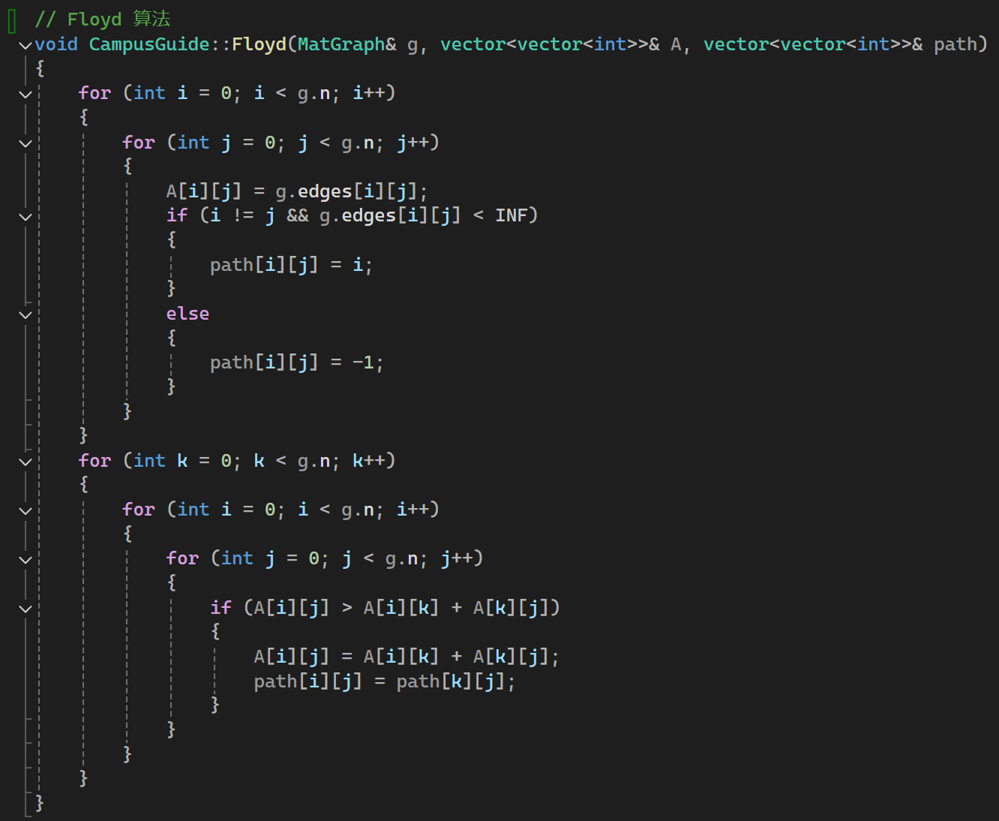 // Floyd 算法
void CampusGuide::Floyd(MatGraph& g, vector<vector<int>>& A, vector<vector<int>>& path)
{
    for (int i = 0; i < g.n; i++)
    {
        for (int j = 0; j < g.n; j++)
        {
            A[i][j] = g.edges[i][j];
            if (i != j && g.edges[i][j] < INF)
            {
                path[i][j] = i;
            }
            else
            {
                path[i][j] = -1;
            }
        }
    }
    for (int k = 0; k < g.n; k++)
    {
        for (int i = 0; i < g.n; i++)
        {
            for (int j = 0; j < g.n; j++)
            {
                if (A[i][j] > A[i][k] + A[k][j])
                {
                    A[i][j] = A[i][k] + A[k][j];
                    path[i][j] = path[k][j];
                }
            }
        }
    }
}